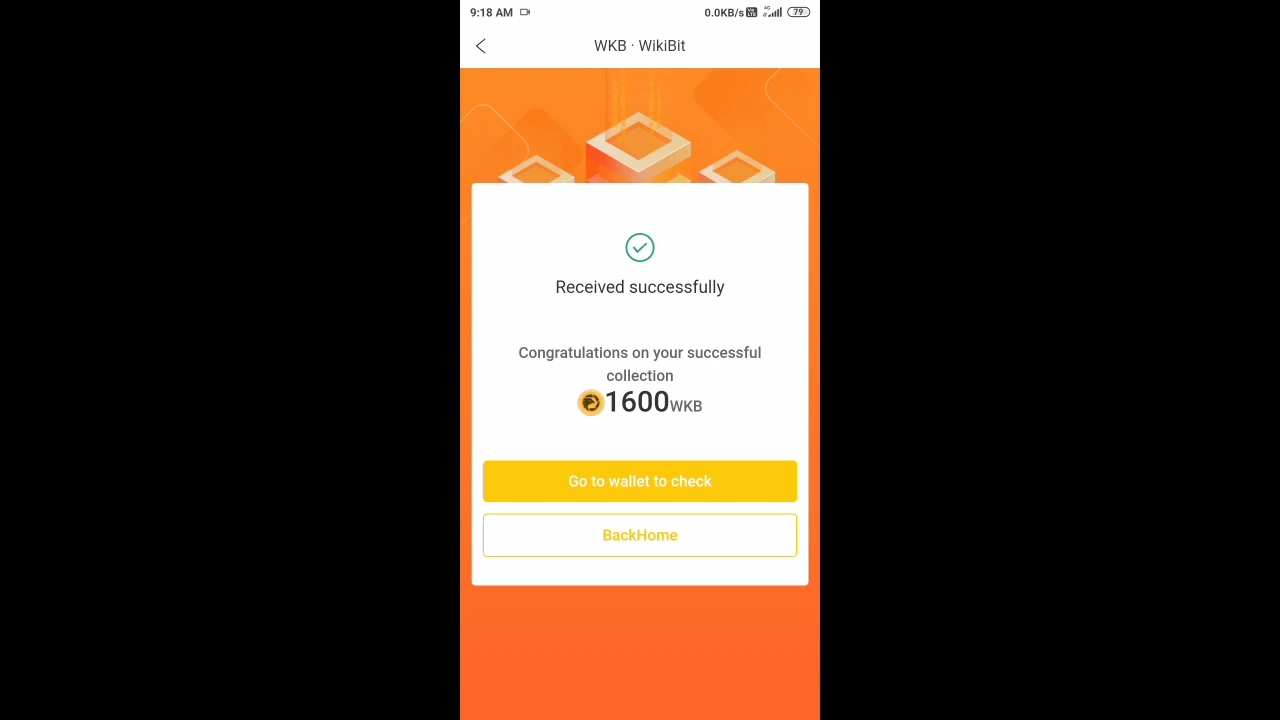 9:18 AM 0.0KB/s 4G 79
WKB · WikiBit
Received successfully
Congratulations on your successful
collection
1600WKB
Go to wallet to check
BackHome